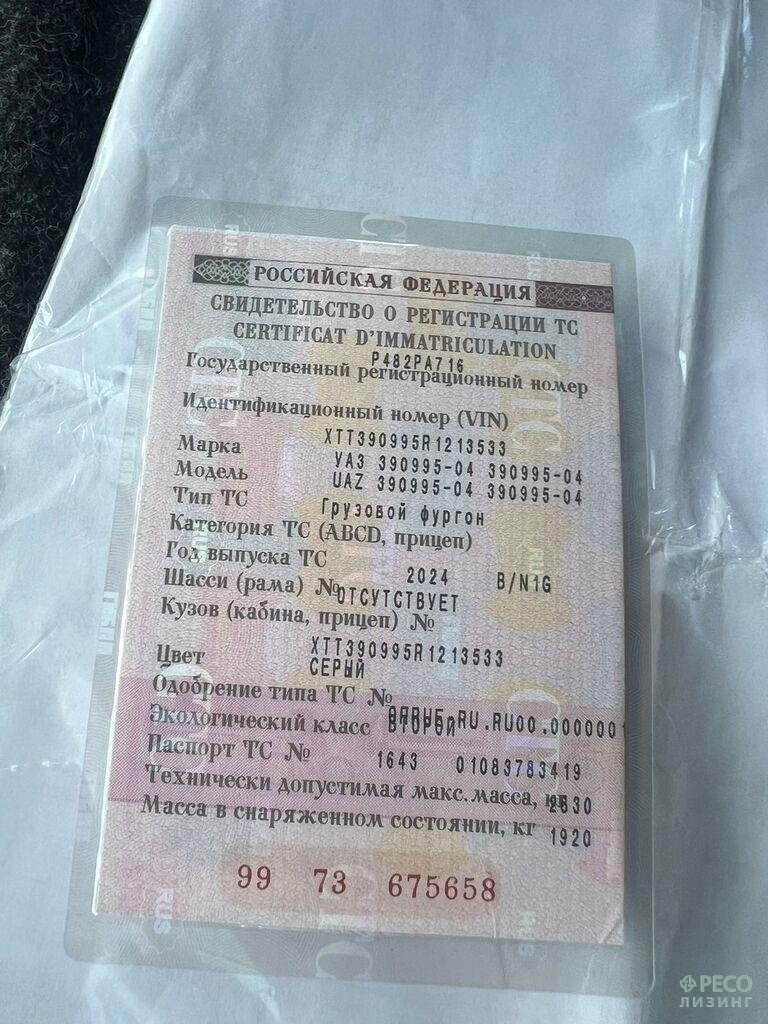 РОССИЙСКАЯ ФЕДЕРАЦИЯ
СВИДЕТЕЛЬСТВО О РЕГИСТРАЦИИ ТС
CERTIFICAT D'IMMATRICULATION
Р482РА716
Государственный регистрационный номер
Идентификационный номер (VIN)
XTT390995R1213533
Марка УАЗ 390995-04 390995-04
Модель UAZ 390995-04 390995-04
Тип ТС Грузовой фургон
Категория ТС (ABCD, прицеп)
B/N1G
Год выпуска ТС 2024
Шасси (рама) № ОТСУТСТВУЕТ
Кузов (кабина, прицеп) №
XTT390995R1213533
Цвет СЕРЫЙ
Одобрение типа ТС №
Экологический класс ВТОРОЙ
Паспорт ТС № 1643 01083783419
Технически допустимая макс. масса, кг 2830
Масса в снаряженном состоянии, кг 1920
99 73 675658
РЕСО
ЛИЗИНГ